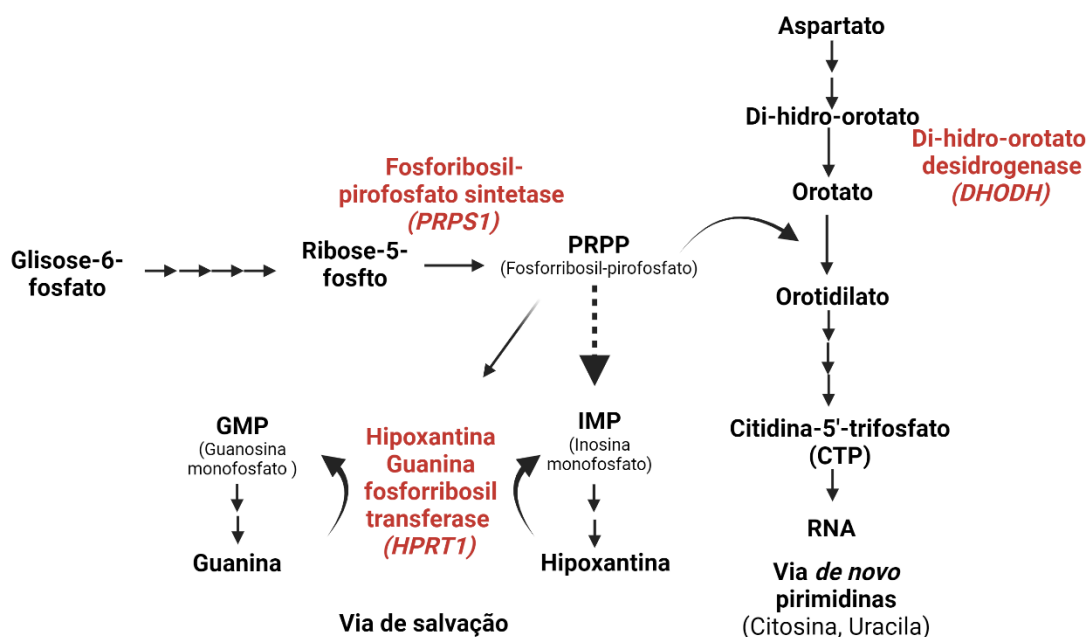 Aspartato
Di-hidro-orotato
Di-hidro-orotato
desidrogenase
(DHODH)
Orotato
Fosforibosil-
pirofosfato sintetase
(PRPS1)
Glisose-6-
fosfato
Ribose-5-
fosfto
PRPP
(Fosforribosil-pirofosfato)
Orotidilato
GMP
(Guanosina
monofosfato )
Hipoxantina
Guanina
fosforribosil
transferase
(HPRT1)
IMP
(Inosina
monofosfato)
Citidina-5'-trifosfato
(CTP)
Guanina
Hipoxantina
RNA
Via de salvação
Via de novo
pirimidinas
(Citosina, Uracila)